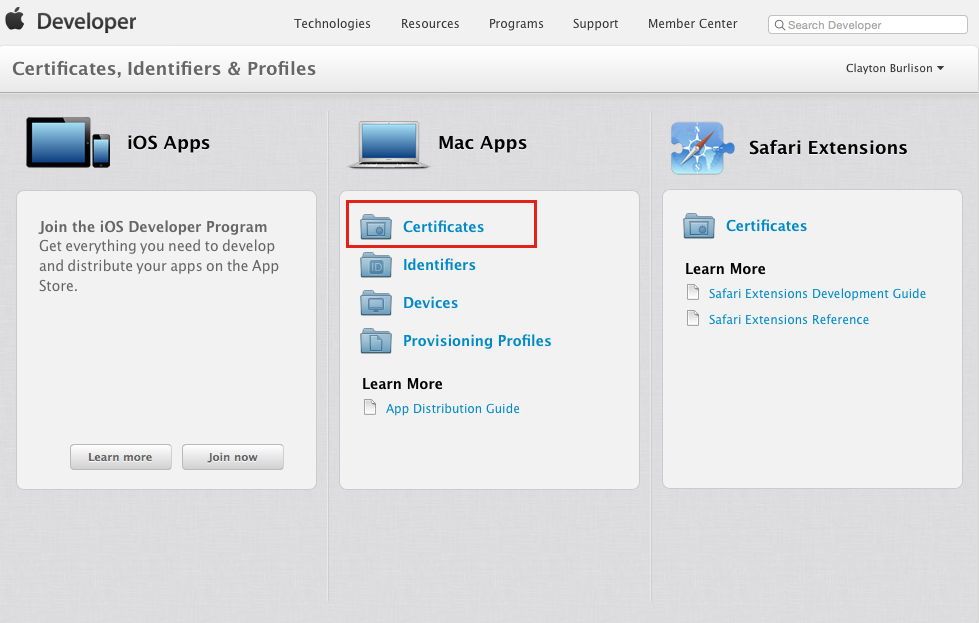 Developer
Technologies Resources Programs Support Member Center Search Developer
Certificates, Identifiers & Profiles
Clayton Burlison
iOS Apps
Join the iOS Developer Program
Get everything you need to develop
and distribute your apps on the App
Store.
Learn more Join now
Mac Apps
Certificates
ID
Identifiers
Devices
Provisioning Profiles
Learn More
App Distribution Guide
N
Safari Extensions
Certificates
Learn More
Safari Extensions Development Guide
Safari Extensions Reference